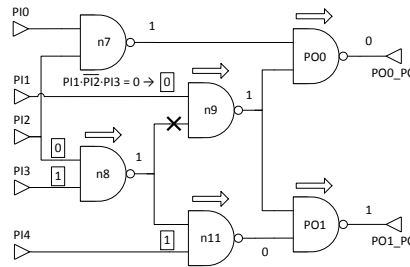 PI0
1
n7
0
PO0
PO0_PO
PI1·P̅I̅2̅·PI3 = 0 → 0
PI1
1
n9
PI2
0
1
PI3
1
n8
1
PO1
PO1_PO
1
n11
PI4
0